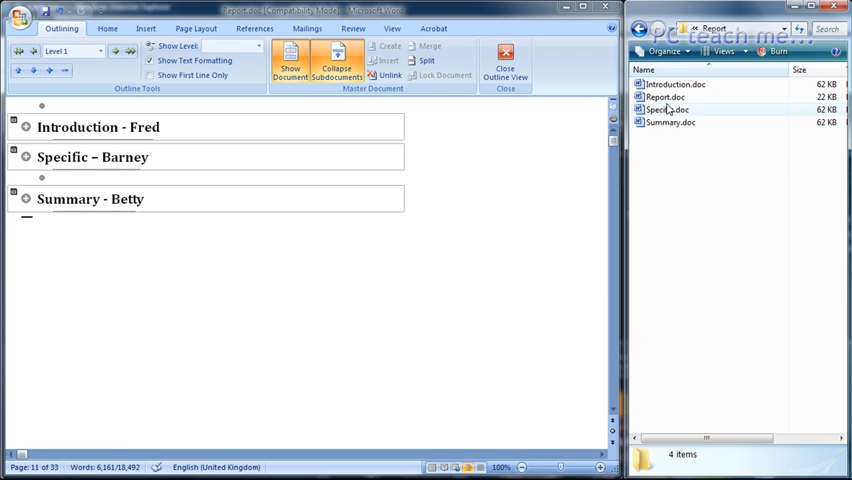 Report.doc [Compatibility Mode] Microsoft Word
Outlining Home Insert Page Layout References Mailings Review View Acrobat
Level 1
Show Level:
Show Text Formatting
Show First Line Only
Outline Tools
Show Document
Collapse Subdocuments
Create Merge
Insert Split
Unlink Lock Document
Master Document
Close Outline View
Close
Introduction - Fred
Specific – Barney
Summary - Betty
Page: 11 of 33 Words: 6,161/18,492 English (United Kingdom) 100%
« Report Search
PC teach me...
Organize Views Burn
Name Size
Introduction.doc 62 KB
Report.doc 22 KB
62 KB
Summary.doc 62 KB
4 items